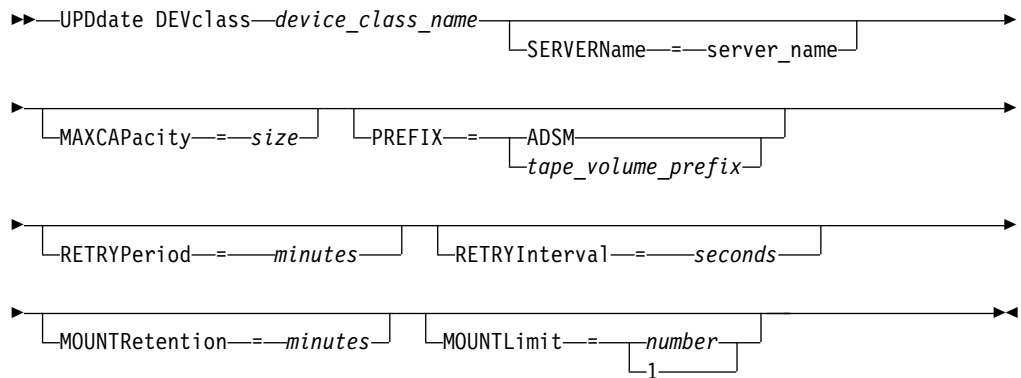 UPDdate DEVclass device_class_name
SERVERName = server_name
MAXCAPacity = size PREFIX = ADSM
tape_volume_prefix
RETRYPeriod = minutes RETRYInterval = seconds
MOUNTRetention = minutes MOUNTLimit = number
1